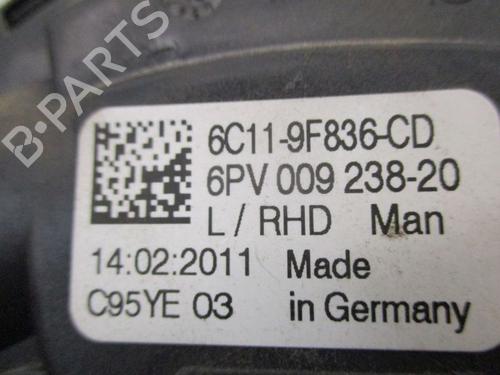 B-PARTS
6C11-9F836-CD
6PV 009 238-20
L / RHD Man
14:02:2011 Made
C95YE 03 in Germany